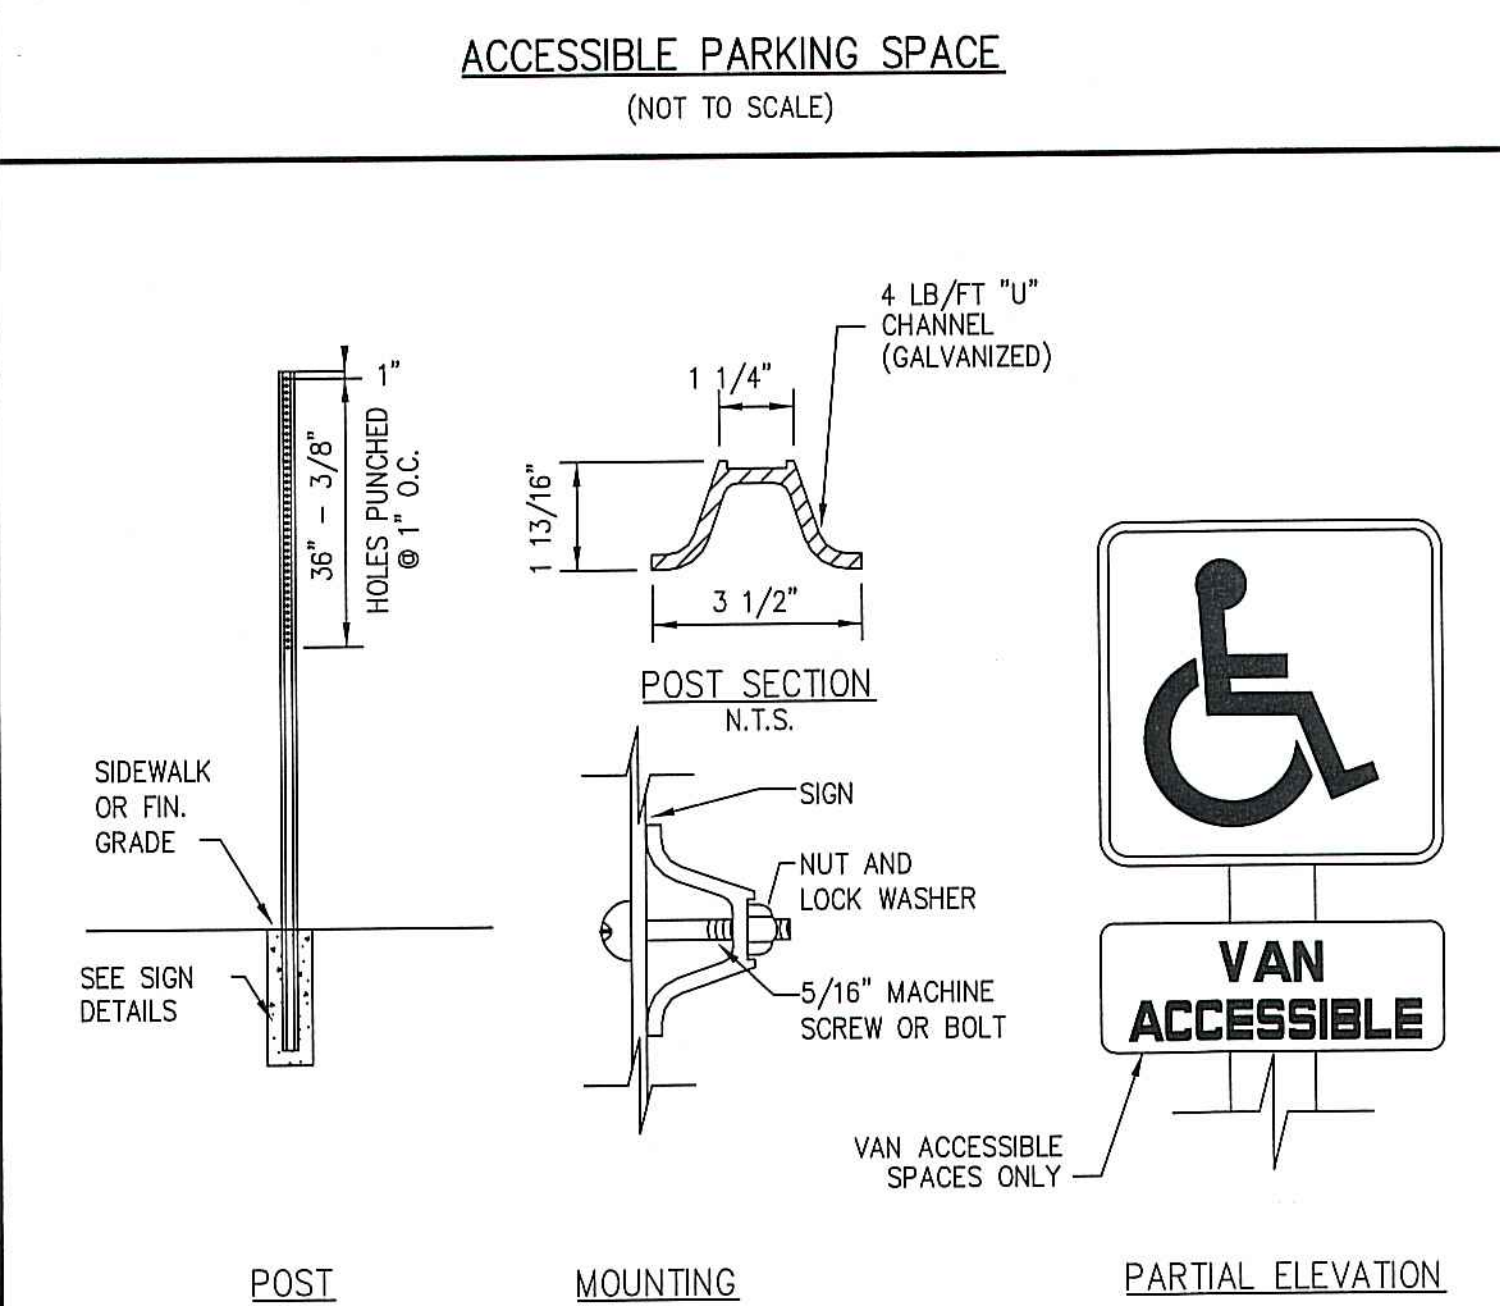 ACCESSIBLE PARKING SPACE
(NOT TO SCALE)
1"
36" – 3/8"
HOLES PUNCHED
@ 1" O.C.
SIDEWALK
OR FIN.
GRADE
SEE SIGN
DETAILS
POST
4 LB/FT "U"
CHANNEL
(GALVANIZED)
1 1/4"
1 13/16"
3 1/2"
POST SECTION
N.T.S.
SIGN
NUT AND
LOCK WASHER
5/16" MACHINE
SCREW OR BOLT
MOUNTING
VAN
ACCESSIBLE
VAN ACCESSIBLE
SPACES ONLY
PARTIAL ELEVATION